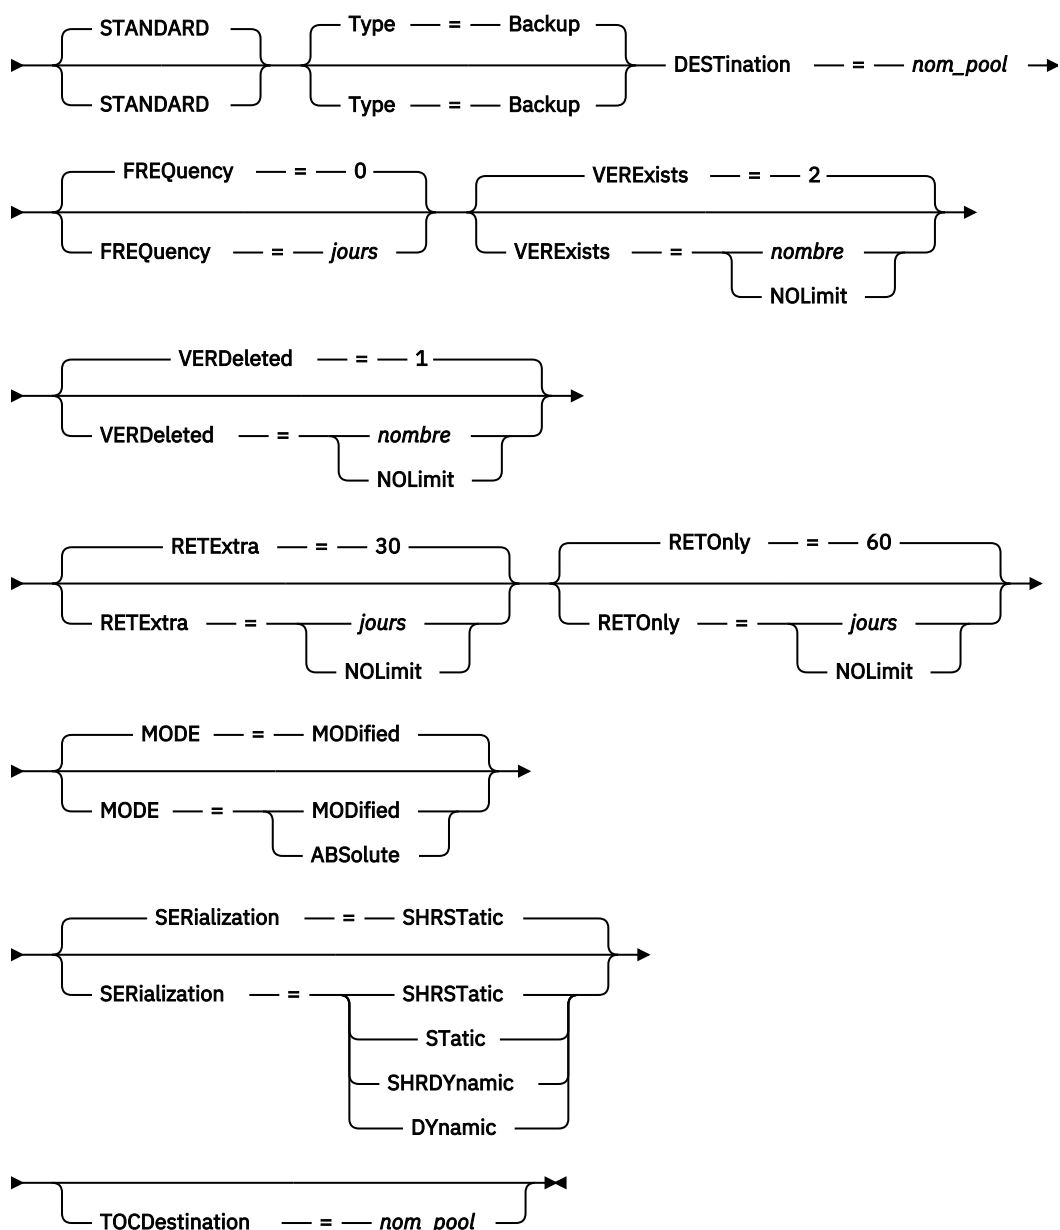 STANDARD
STANDARD
Type = Backup
Type = Backup
DESTination = nom_pool
FREQuency = 0
FREQuency = jours
VERExists = 2
VERExists = nombre
NOLimit
VERDeleted = 1
VERDeleted = nombre
NOLimit
RETExtra = 30
RETExtra = jours
NOLimit
RETOnly = 60
RETOnly = jours
NOLimit
MODE = MODified
MODE = MODified
ABSolute
SERialization = SHRSTatic
SERialization = SHRSTatic
STatic
SHRDYnamic
DYnamic
TOCDestination = nom_pool